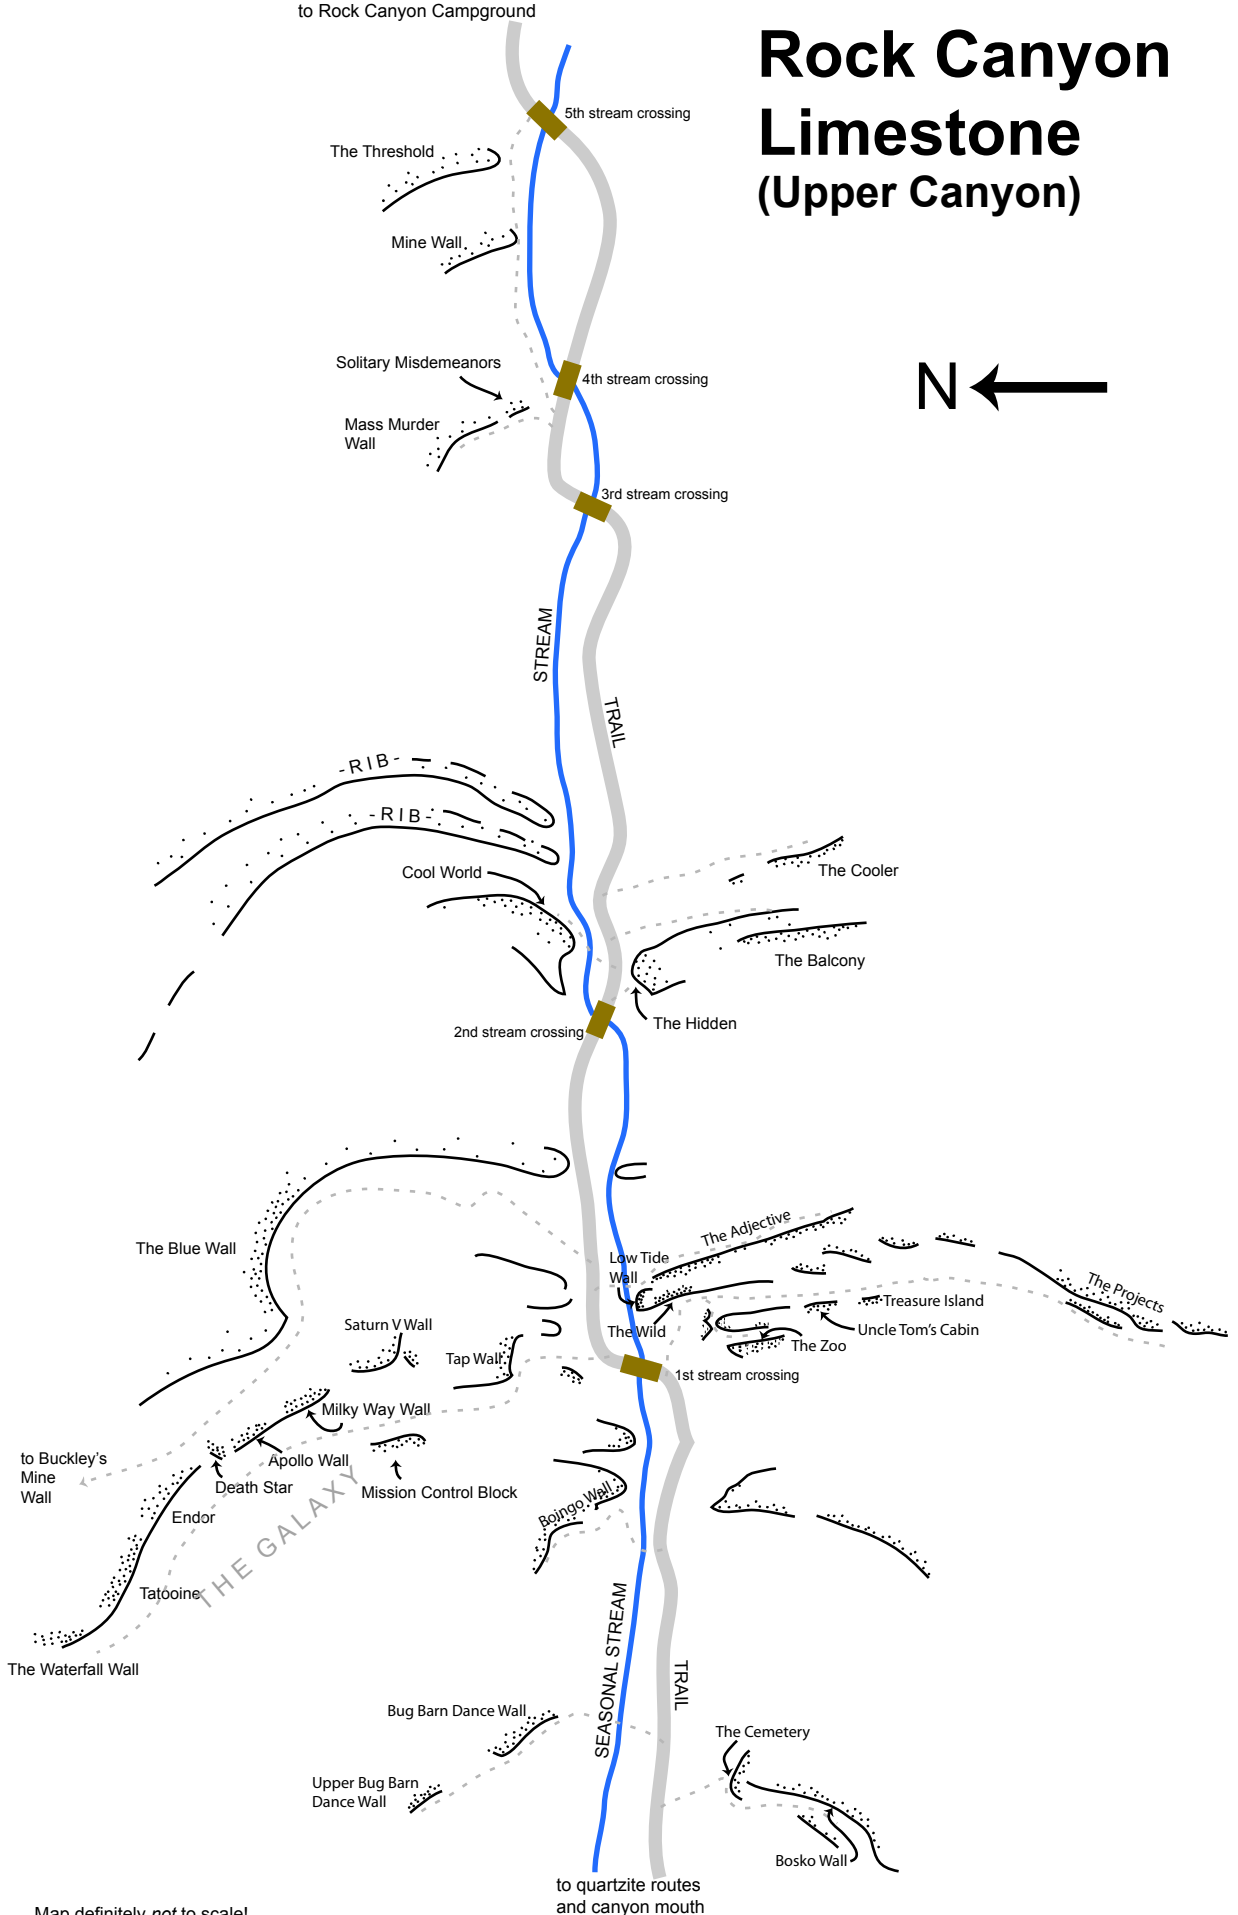 to Rock Canyon Campground
Rock Canyon
Limestone
(Upper Canyon)
5th stream crossing
The Threshold
Mine Wall
Solitary Misdemeanors
4th stream crossing
N
Mass Murder
Wall
3rd stream crossing
STREAM
TRAIL
-RIB-
-RIB-
Cool World
The Cooler
The Balcony
The Hidden
2nd stream crossing
The Adjective
The Blue Wall
Low Tide
Wall
The Projects
Treasure Island
Saturn V Wall
The Wild
Uncle Tom's Cabin
The Zoo
Tap Wall
1st stream crossing
Milky Way Wall
to Buckley's
Mine
Wall
Apollo Wall
Death Star
Mission Control Block
Endor
Boingo Wall
THE GALAXY
Tatooine
The Waterfall Wall
SEASONAL STREAM
TRAIL
Bug Barn Dance Wall
The Cemetery
Upper Bug Barn
Dance Wall
Bosko Wall
to quartzite routes
and canyon mouth
Map definitely not to scale!